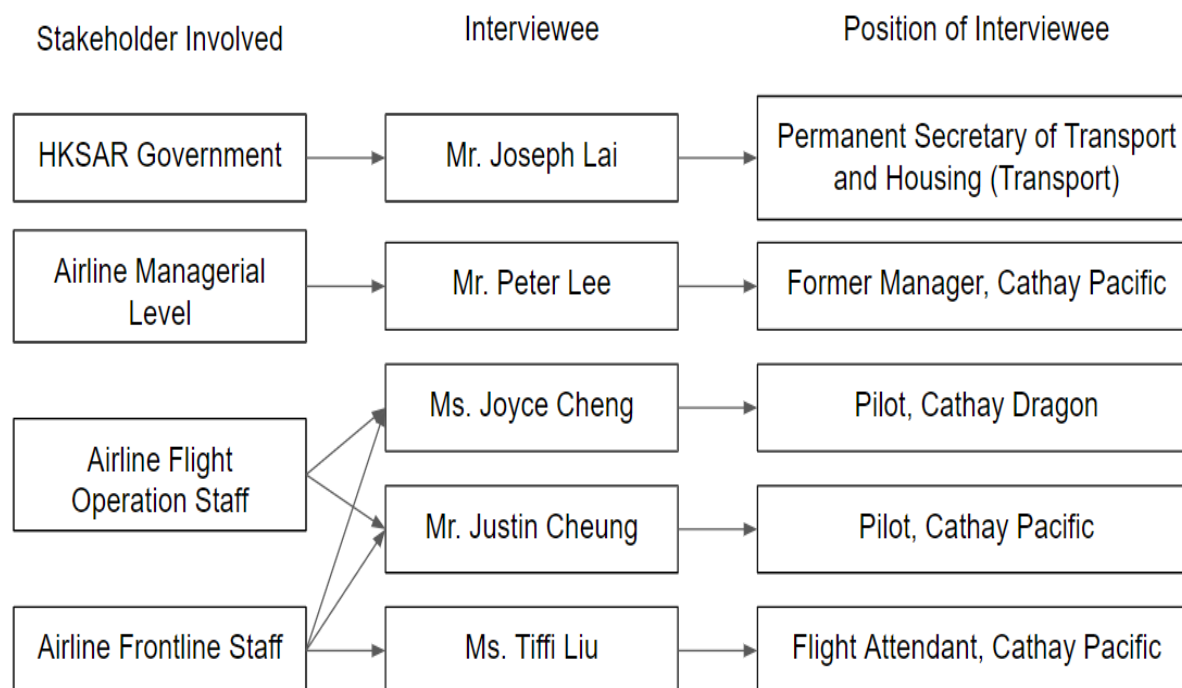 Stakeholder Involved
Interviewee
Position of Interviewee
HKSAR Government
Mr. Joseph Lai
Permanent Secretary of Transport
and Housing (Transport)
Airline Managerial
Level
Mr. Peter Lee
Former Manager, Cathay Pacific
Airline Flight
Operation Staff
Ms. Joyce Cheng
Pilot, Cathay Dragon
Mr. Justin Cheung
Pilot, Cathay Pacific
Airline Frontline Staff
Ms. Tiffi Liu
Flight Attendant, Cathay Pacific